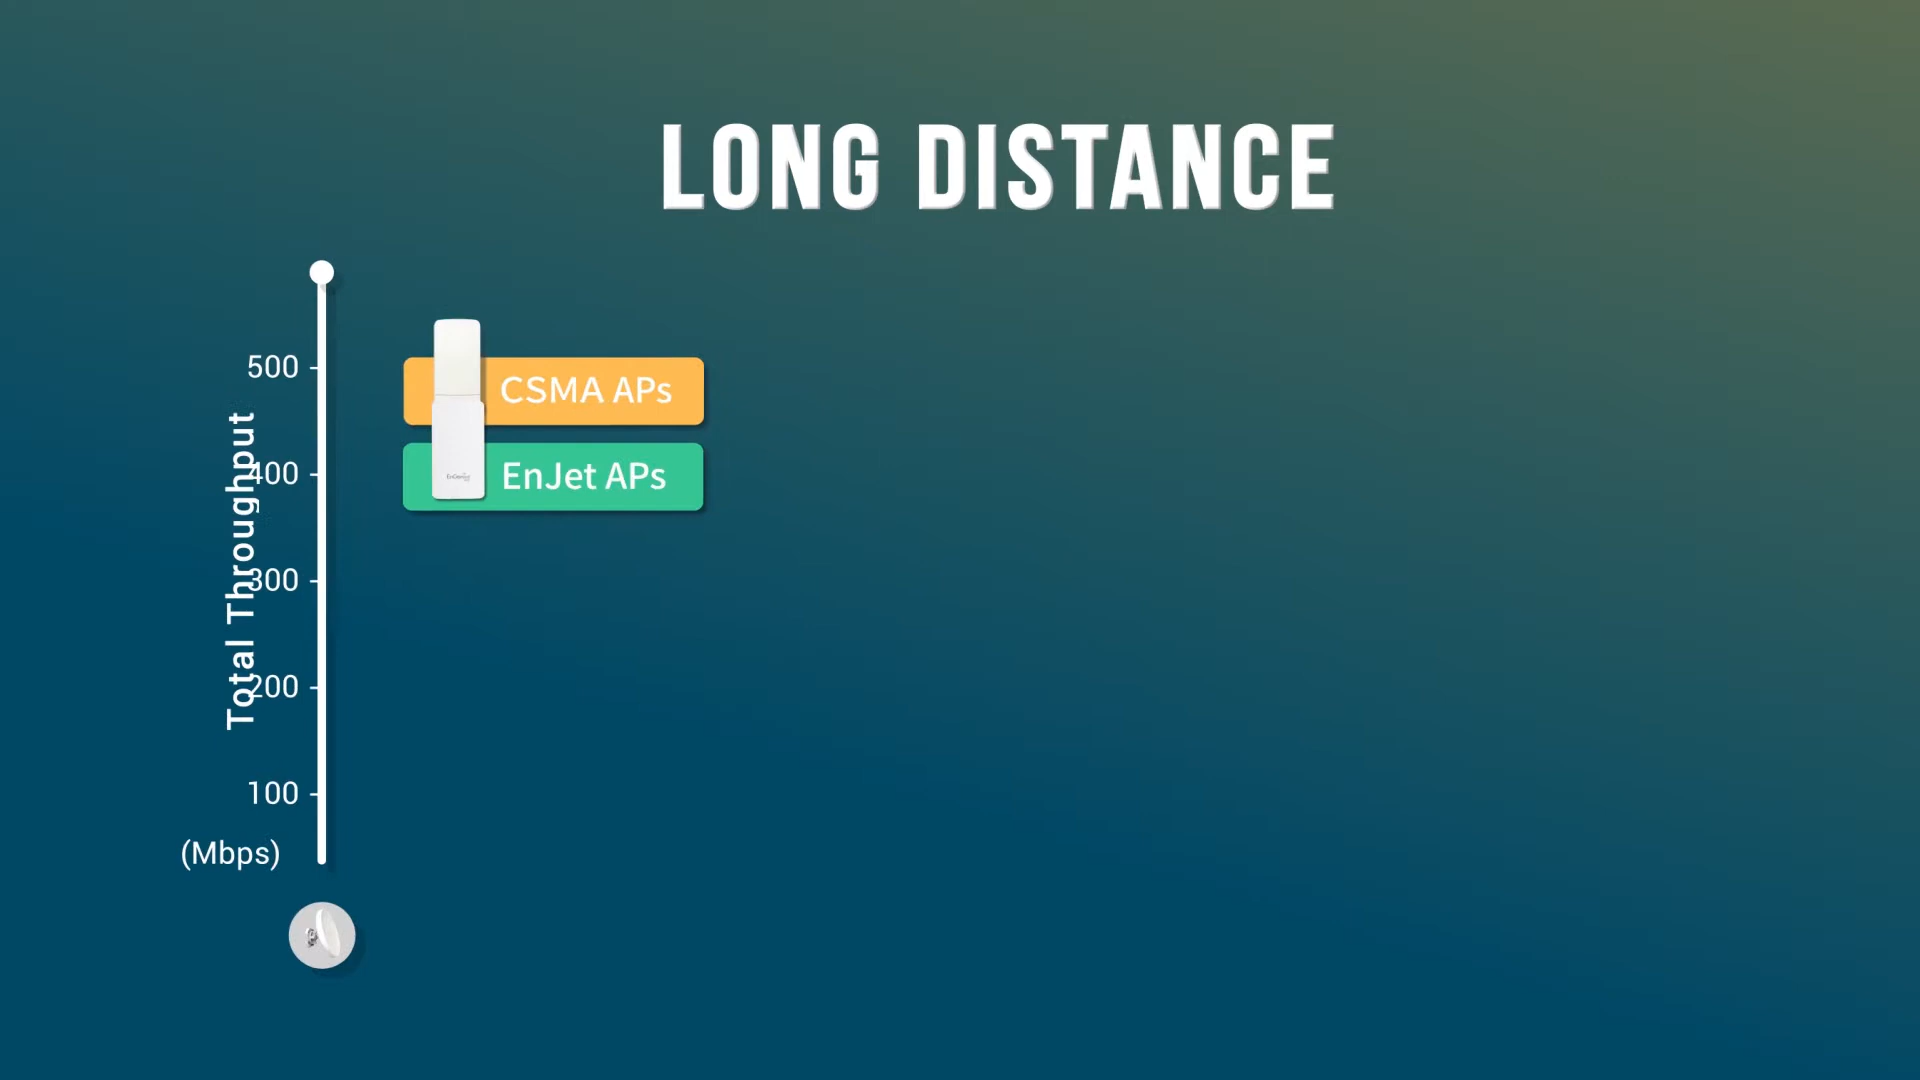 LONG DISTANCE
500
400
300
200
100
(Mbps)
Total Throughput
CSMA APs
EnJet APs